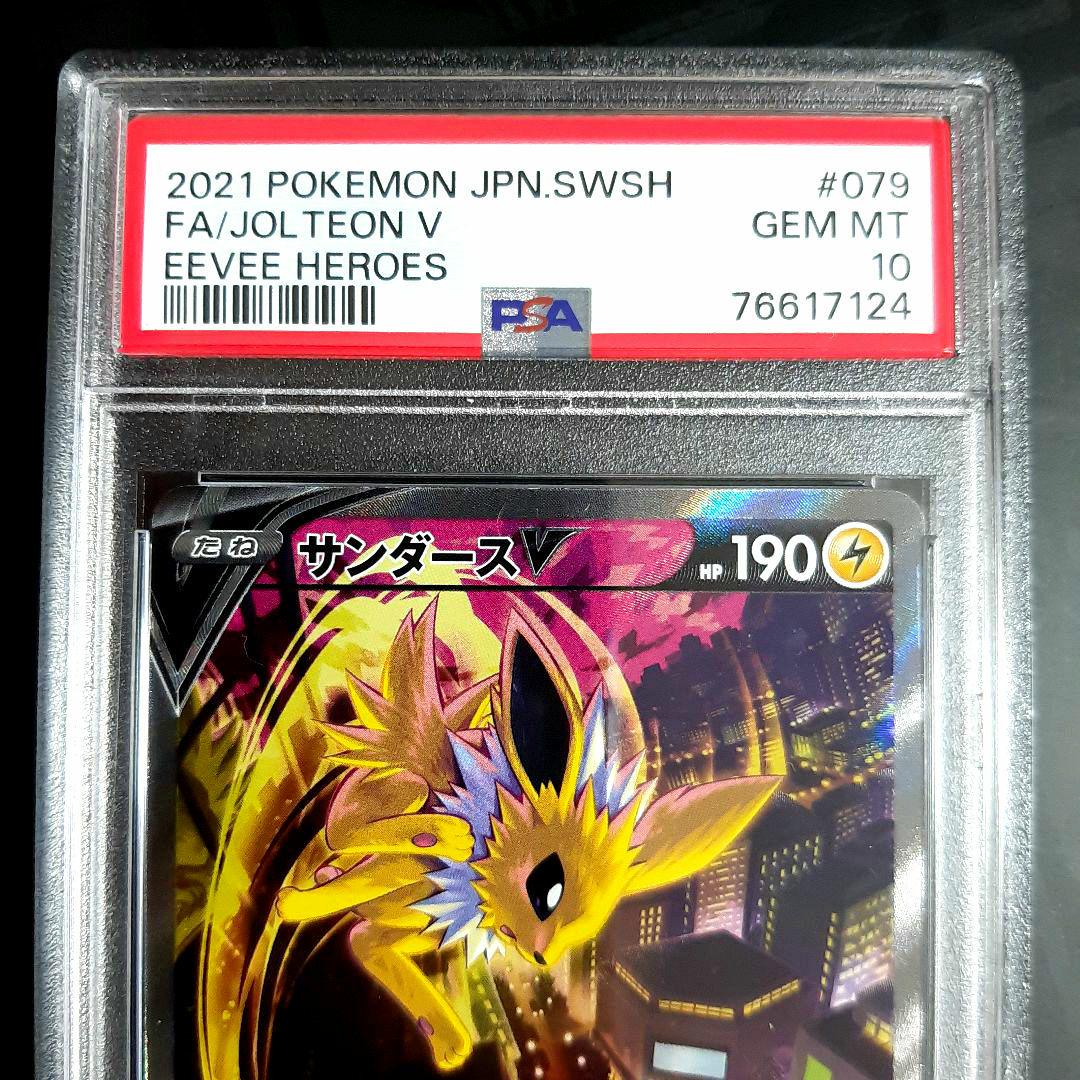 2021 POKEMON JPN.SWSH #079
FA/JOLTEON V GEM MT
EEVEE HEROES 10
PSA 76617124
たね サンダースV HP 190